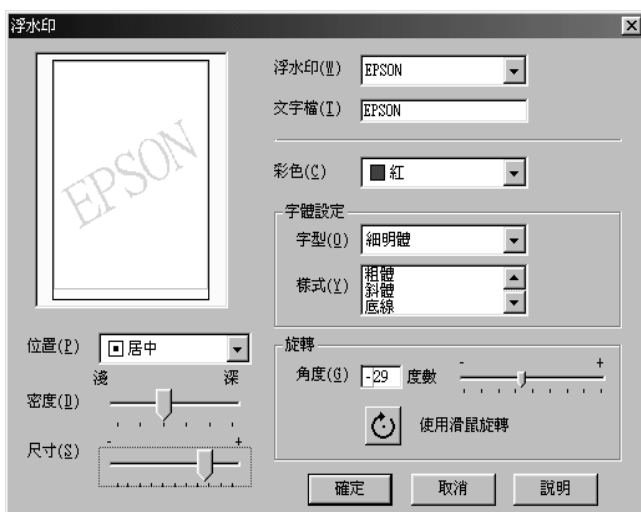 浮水印
EPSON
浮水印(W) EPSON
文字檔(I) EPSON
彩色(C) 紅
字體設定
字型(O) 細明體
樣式(Y) 粗體
斜體
底線
位置(P) 居中
淺 深
密度(D)
尺寸(S) - +
旋轉
角度(G) -29 度數 - +
使用滑鼠旋轉
確定 取消 說明